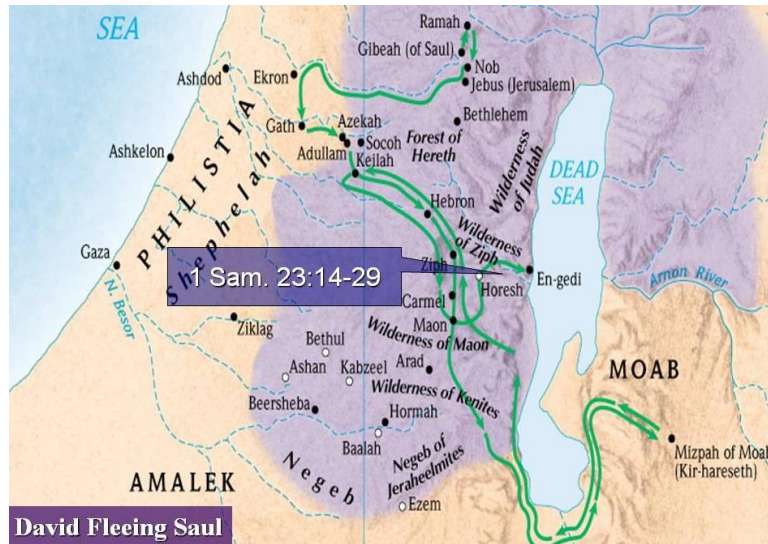 SEA
Ramah
Gibeah (of Saul)
Nob
Jebus (Jerusalem)
Ashdod
Ekron
Bethlehem
Gath
Azekah
Socoh
Adullam
Keilah
Forest of
Hereth
Ashkelon
PHILISTIA
Shephelah
Wilderness
of Judah
DEAD
SEA
Hebron
Wilderness
of Ziph
Gaza
1 Sam. 23:14-29
Ziph
Horesh
En-gedi
Arnon River
N. Besor
Carmel
Maon
Wilderness of Maon
Ziklag
Bethul
Ashan
Kabzeel
Arad
MOAB
Wilderness of Kenites
Beersheba
Hormah
Baalah
Mizpah of Moab
(Kir-hareseth)
Negeb
Negeb of
Jeraheelmites
AMALEK
Ezem
David Fleeing Saul